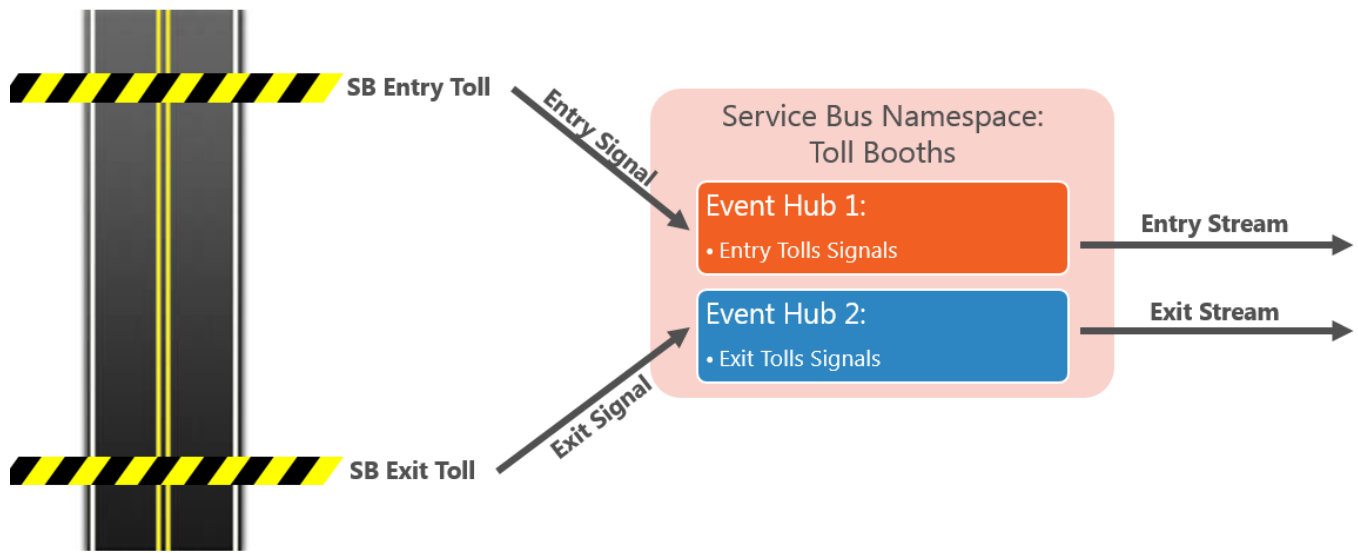 SB Entry Toll
Entry Signal
Service Bus Namespace:
Toll Booths
Event Hub 1:
• Entry Tolls Signals
Entry Stream
Event Hub 2:
• Exit Tolls Signals
Exit Stream
Exit Signal
SB Exit Toll